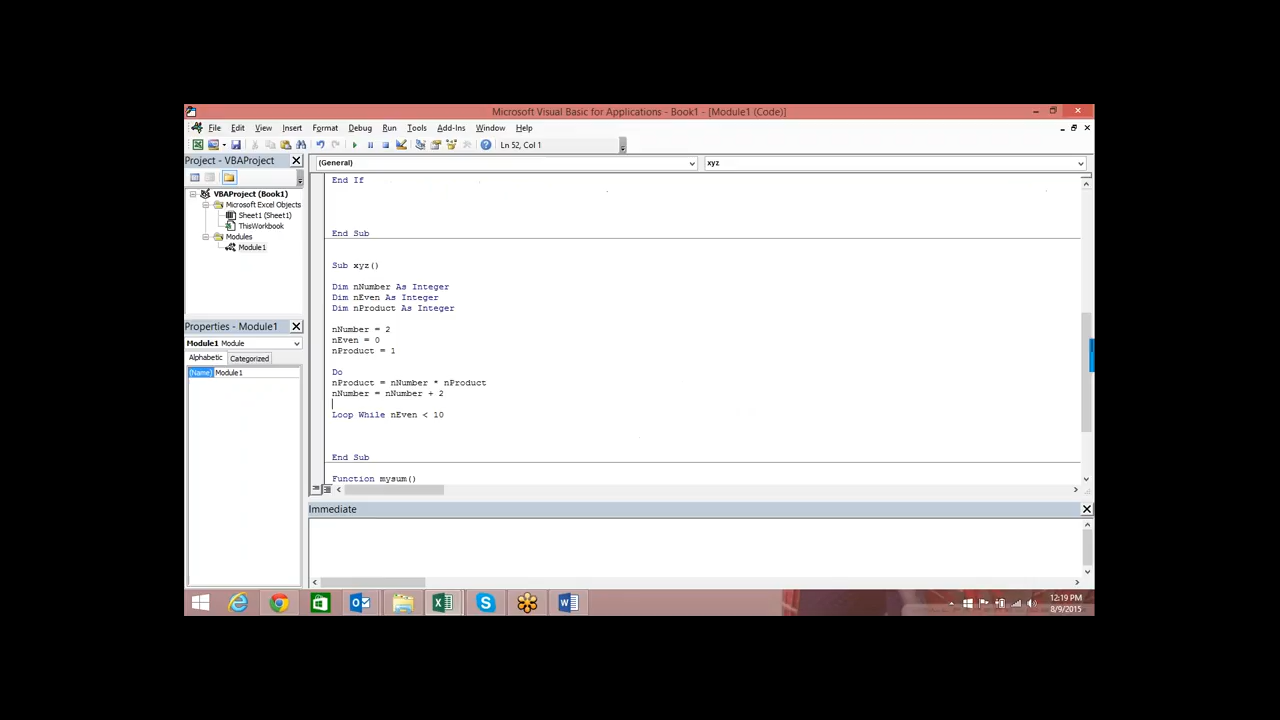 Microsoft Visual Basic for Applications - Book1 - [Module1 (Code)]
File Edit View Insert Format Debug Run Tools Add-Ins Window Help
Ln 52, Col 1
Project - VBAProject
(General)
xyz
VBAProject (Book1)
Microsoft Excel Objects
Sheet1 (Sheet1)
ThisWorkbook
Modules
Module1
Properties - Module1
Module1 Module
Alphabetic Categorized
(Name) Module1
End If
End Sub
Sub xyz()
Dim nNumber As Integer
Dim nEven As Integer
Dim nProduct As Integer
nNumber = 2
nEven = 0
nProduct = 1
Do
nProduct = nNumber * nProduct
nNumber = nNumber + 2
Loop While nEven < 10
End Sub
Function mysum()
Immediate
12:19 PM
8/9/2015